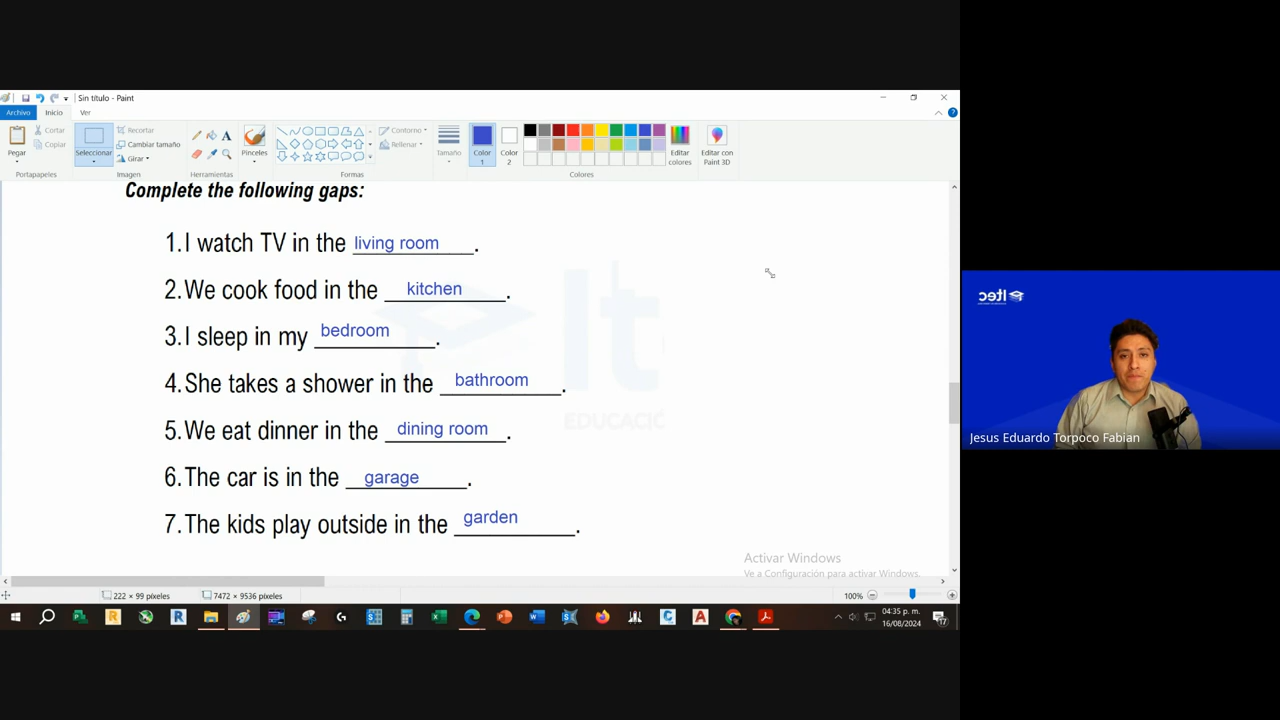 Sin título - Paint
Archivo Inicio Ver
Pegar
Cortar
Copiar
Portapapeles
Seleccionar
Recortar
Cambiar tamaño
Girar
Imagen
Herramientas
Pinceles
Contorno
Rellenar
Formas
Tamaño
Color 1
Color 2
Editar colores
Editar con Paint 3D
Colores
Complete the following gaps:
1.I watch TV in the living room.
2.We cook food in the kitchen.
3.I sleep in my bedroom.
4.She takes a shower in the bathroom.
5.We eat dinner in the dining room.
6.The car is in the garage.
7.The kids play outside in the garden.
It
EDUCACIÓ
Activar Windows
Ve a Configuración para activar Windows.
222 × 99 píxeles 7472 × 9536 píxeles 100%
04:35 p. m.
16/08/2024
17
Itec
Jesus Eduardo Torpoco Fabian